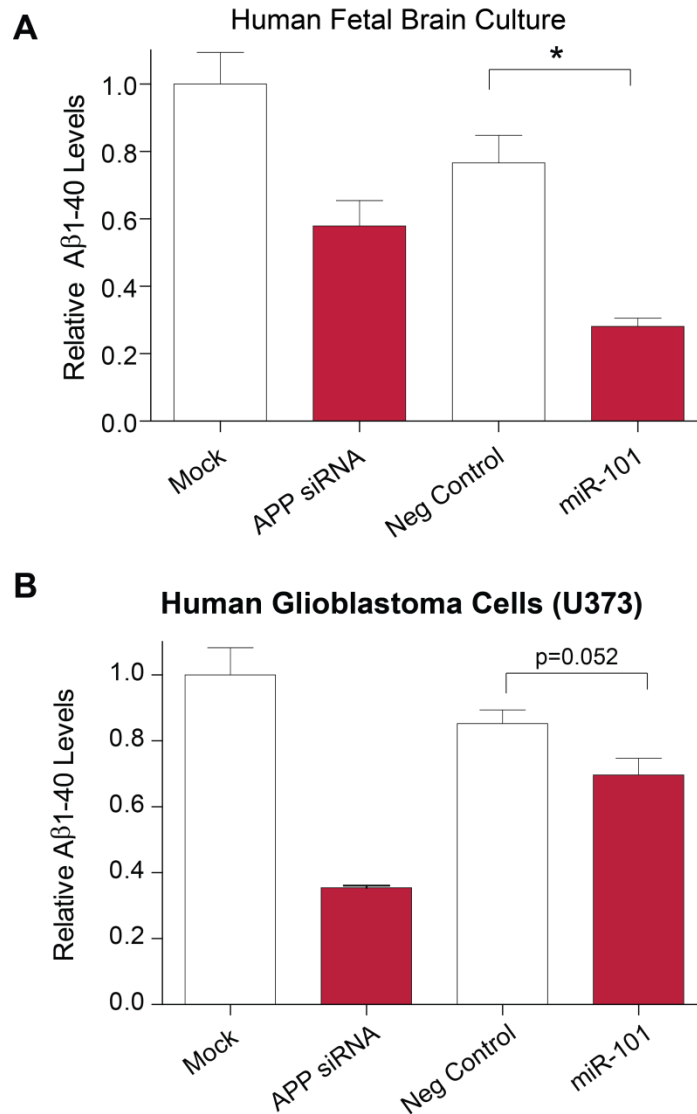 A
Human Fetal Brain Culture
Relative Aβ1-40 Levels
1.0
0.8
0.6
0.4
0.2
0.0
*
Mock
APP siRNA
Neg Control
miR-101
B
Human Glioblastoma Cells (U373)
Relative Aβ1-40 Levels
1.0
0.8
0.6
0.4
0.2
0.0
p=0.052
Mock
APP siRNA
Neg Control
miR-101